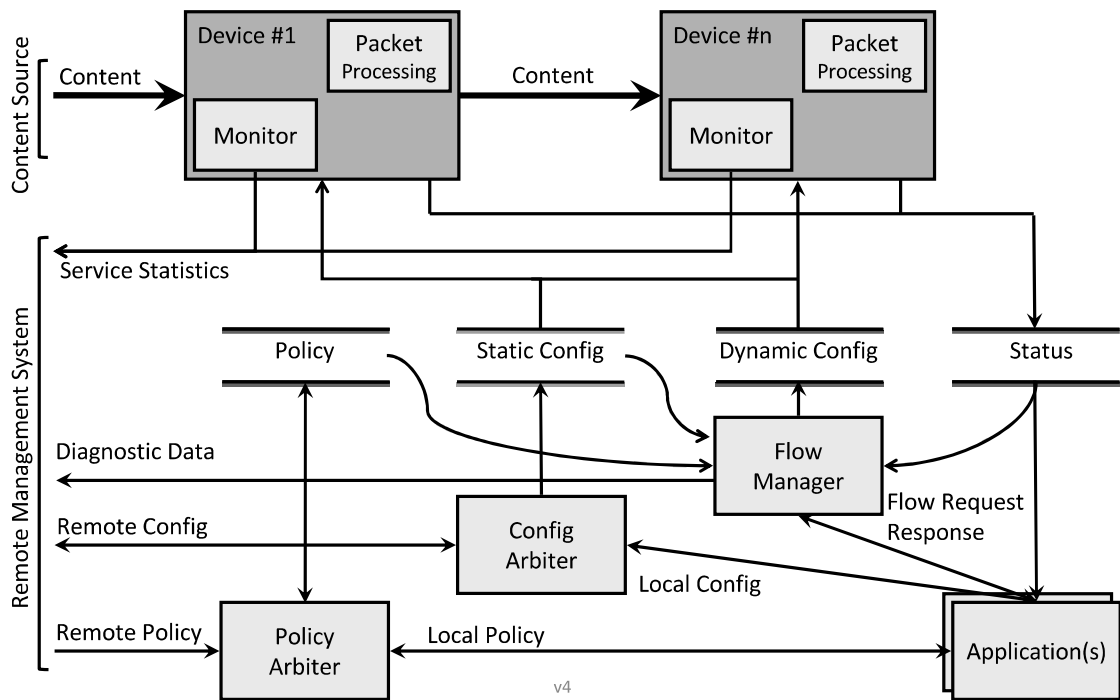 Device #1
Packet
Processing
Device #n
Packet
Processing
Content Source
Content
Content
Monitor
Monitor
Remote Management System
Service Statistics
Policy
Static Config
Dynamic Config
Status
Diagnostic Data
Flow
Manager
Flow Request
Response
Remote Config
Config
Arbiter
Local Config
Remote Policy
Policy
Arbiter
Local Policy
Application(s)
v4